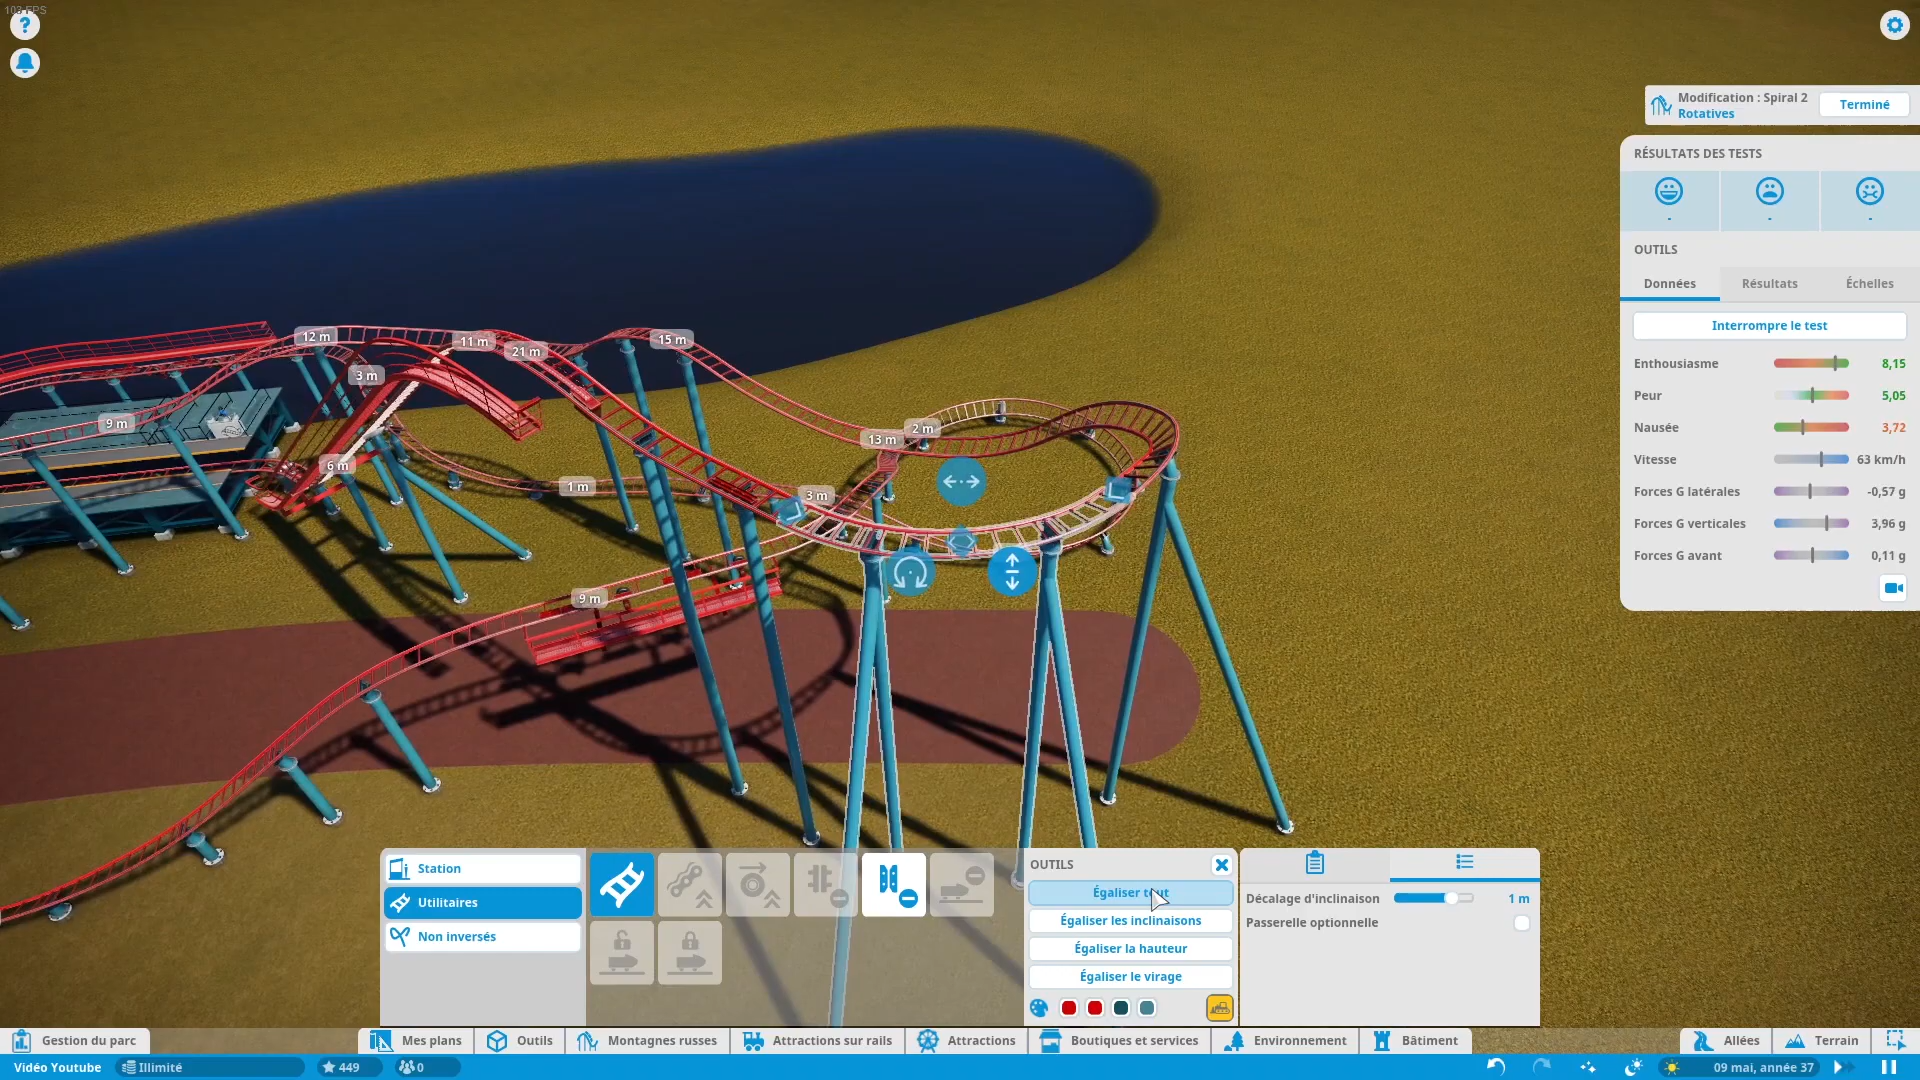 103 FPS
?
Modification : Spiral 2
Rotatives
Terminé
RÉSULTATS DES TESTS
- - -
OUTILS
Données Résultats Échelles
Interrompre le test
Enthousiasme 8,15
Peur 5,05
Nausée 3,72
Vitesse 63 km/h
Forces G latérales -0,57 g
Forces G verticales 3,96 g
Forces G avant 0,11 g
12 m
11 m
21 m
15 m
3 m
9 m
13 m
2 m
6 m
1 m
3 m
9 m
Station
Utilitaires
Non inversés
OUTILS
Égaliser tout
Égaliser les inclinaisons
Égaliser la hauteur
Égaliser le virage
Décalage d'inclinaison 1 m
Passerelle optionnelle
Gestion du parc Mes plans Outils Montagnes russes Attractions sur rails Attractions Boutiques et services Environnement Bâtiment Allées Terrain
Vidéo Youtube Illimité 449 0 09 mai, année 37